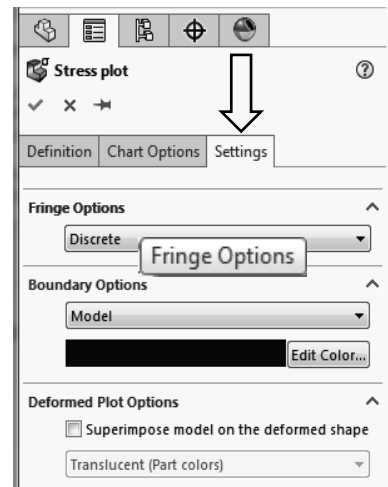 Stress plot
Definition Chart Options Settings
Fringe Options
Discrete
Fringe Options
Boundary Options
Model
Edit Color...
Deformed Plot Options
Superimpose model on the deformed shape
Translucent (Part colors)